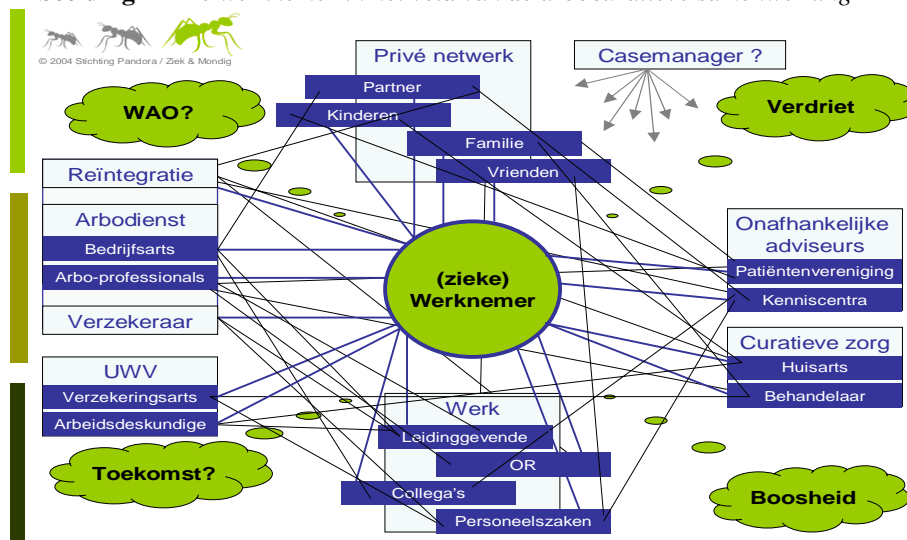 © 2004 Stichting Pandora / Ziek & Mondig
Privé netwerk
Partner
Kinderen
Familie
Vrienden
Casemanager ?
WAO?
Verdriet
Reïntegratie
Arbodienst
Bedrijfsarts
Arbo-professionals
Verzekeraar
(zieke)
Werknemer
Onafhankelijke
adviseurs
Patiëntenvereniging
Kenniscentra
Curatieve zorg
Huisarts
Behandelaar
UWV
Verzekeringsarts
Arbeidsdeskundige
Werk
Leidinggevende
OR
Collega's
Personeelszaken
Toekomst?
Boosheid